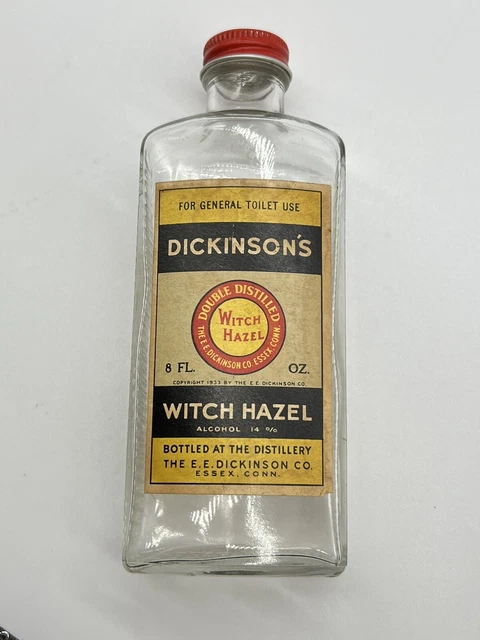 FOR GENERAL TOILET USE
DICKINSON'S
DOUBLE DISTILLED
WITCH
HAZEL
THE E.E. DICKINSON CO. ESSEX, CONN.
8 FL. OZ.
COPYRIGHT 1933 BY THE E.E. DICKINSON CO.
WITCH HAZEL
ALCOHOL 14 %
BOTTLED AT THE DISTILLERY
THE E.E. DICKINSON CO.
ESSEX, CONN.